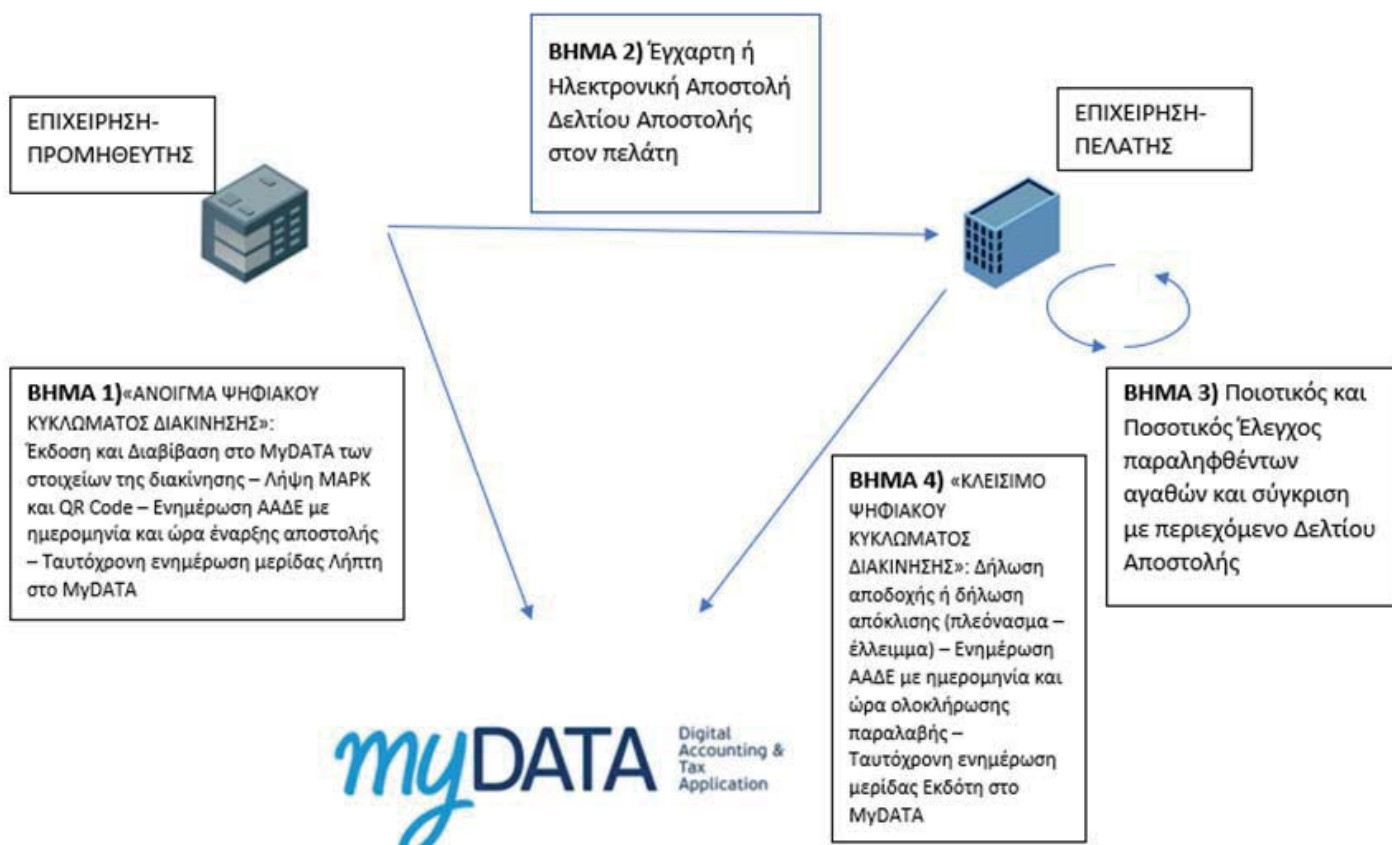 ΕΠΙΧΕΙΡΗΣΗ-
ΠΡΟΜΗΘΕΥΤΗΣ
ΒΗΜΑ 2) Έγχαρτη ή
Ηλεκτρονική Αποστολή
Δελτίου Αποστολής
στον πελάτη
ΕΠΙΧΕΙΡΗΣΗ-
ΠΕΛΑΤΗΣ
ΒΗΜΑ 1)«ΑΝΟΙΓΜΑ ΨΗΦΙΑΚΟΥ
ΚΥΚΛΩΜΑΤΟΣ ΔΙΑΚΙΝΗΣΗΣ»:
Έκδοση και Διαβίβαση στο MyDATA των
στοιχείων της διακίνησης – Λήψη ΜΑΡΚ
και QR Code – Ενημέρωση ΑΑΔΕ με
ημερομηνία και ώρα έναρξης αποστολής
– Ταυτόχρονη ενημέρωση μερίδας Λήπτη
στο MyDATA
ΒΗΜΑ 3) Ποιοτικός και
Ποσοτικός Έλεγχος
παραληφθέντων
αγαθών και σύγκριση
με περιεχόμενο Δελτίου
Αποστολής
ΒΗΜΑ 4) «ΚΛΕΙΣΙΜΟ
ΨΗΦΙΑΚΟΥ
ΚΥΚΛΩΜΑΤΟΣ
ΔΙΑΚΙΝΗΣΗΣ»: Δήλωση
αποδοχής ή δήλωση
απόκλισης (πλεόνασμα –
έλλειμμα) – Ενημέρωση
ΑΑΔΕ με ημερομηνία και
ώρα ολοκλήρωσης
παραλαβής –
Ταυτόχρονη ενημέρωση
μερίδας Εκδότη στο
MyDATA
myDATA
Digital
Accounting &
Tax
Application